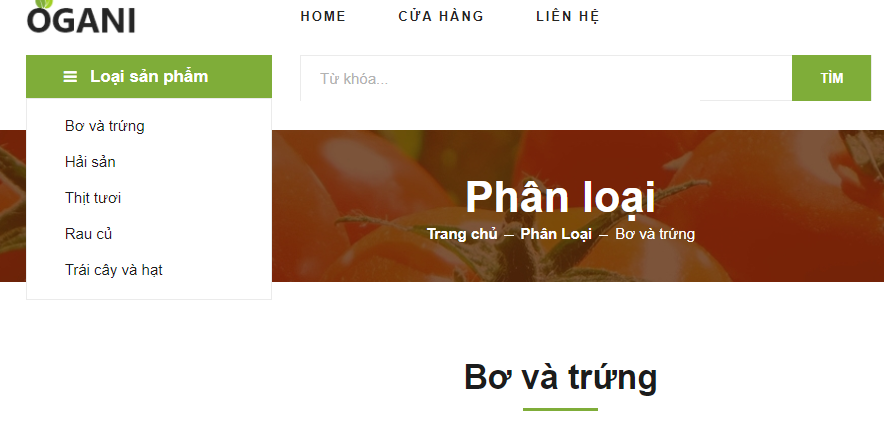 OGANI
HOME CỬA HÀNG LIÊN HỆ
Loại sản phẩm
Từ khóa...
TÌM
Bơ và trứng
Hải sản
Thịt tươi
Rau củ
Trái cây và hạt
Phân loại
Trang chủ – Phân Loại – Bơ và trứng
Bơ và trứng